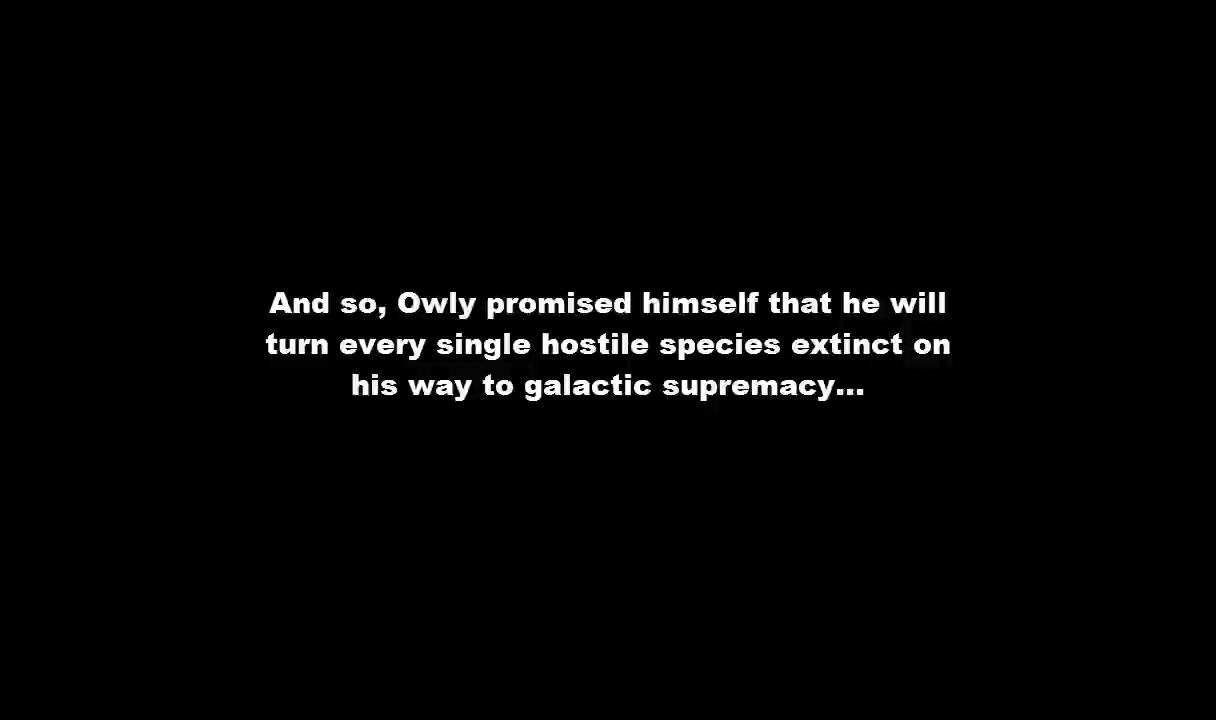 And so, Owly promised himself that he will
turn every single hostile species extinct on
his way to galactic supremacy...